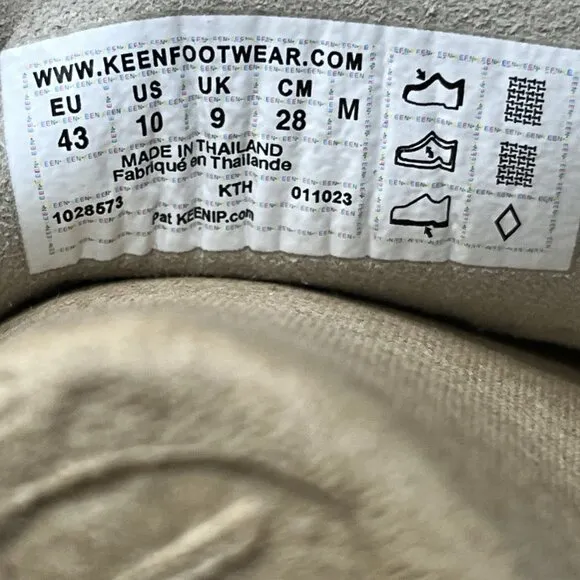 WWW.KEENFOOTWEAR.COM
EU US UK CM M
43 10 9 28
MADE IN THAILAND
Fabriqué en Thaïlande
1028573 KTH 011023
pat KEENIP.com